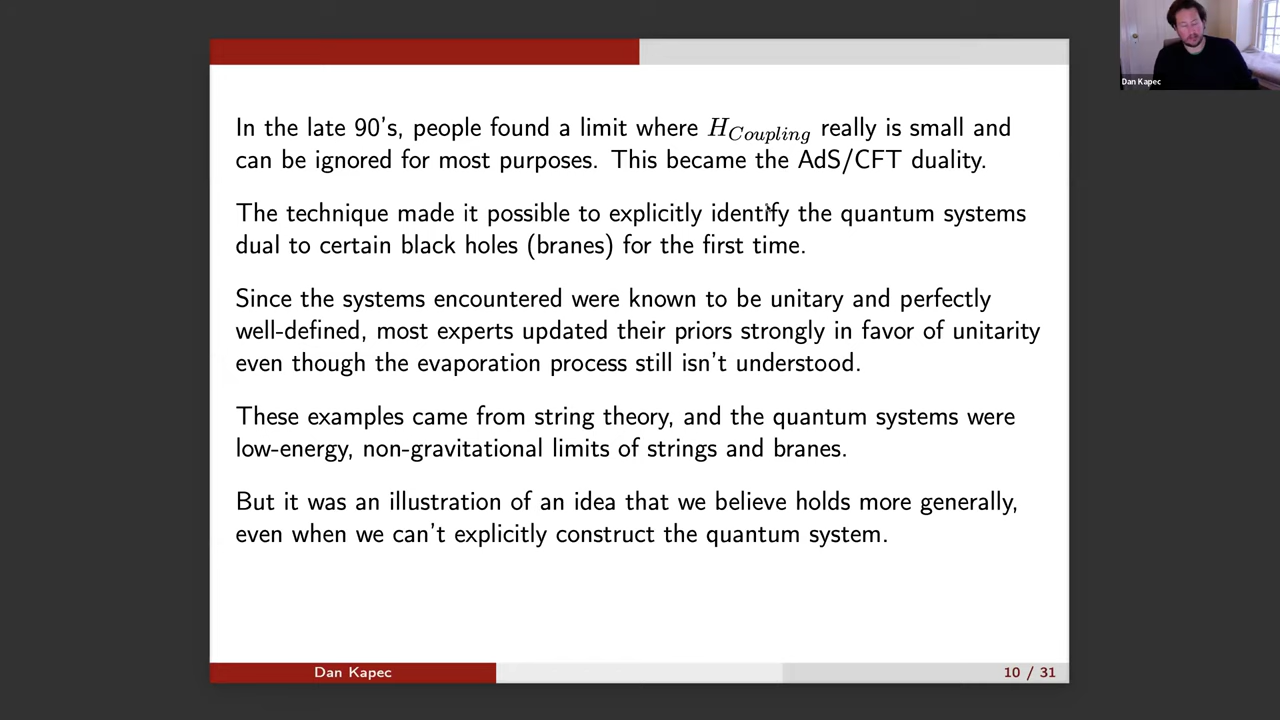 Dan Kapec
In the late 90's, people found a limit where H_{Coupling} really is small and
can be ignored for most purposes. This became the AdS/CFT duality.
The technique made it possible to explicitly identify the quantum systems
dual to certain black holes (branes) for the first time.
Since the systems encountered were known to be unitary and perfectly
well-defined, most experts updated their priors strongly in favor of unitarity
even though the evaporation process still isn't understood.
These examples came from string theory, and the quantum systems were
low-energy, non-gravitational limits of strings and branes.
But it was an illustration of an idea that we believe holds more generally,
even when we can't explicitly construct the quantum system.
Dan Kapec
10 / 31